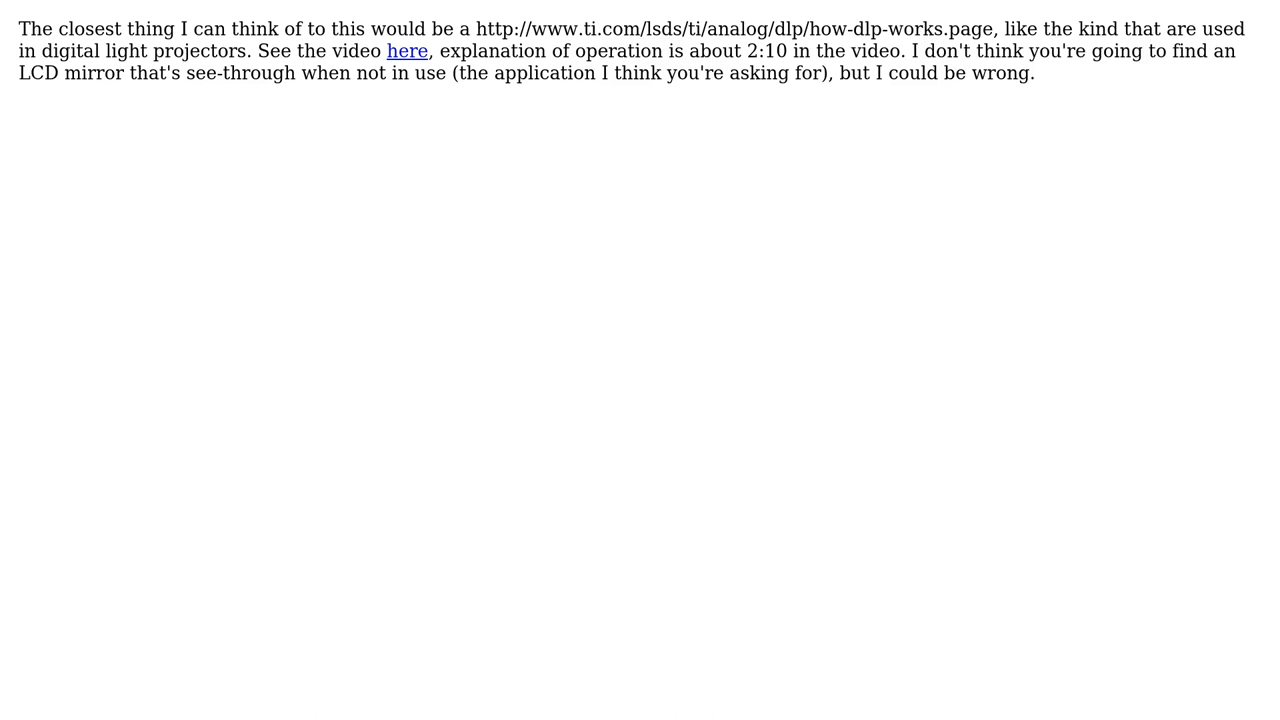 The closest thing I can think of to this would be a http://www.ti.com/lsds/ti/analog/dlp/how-dlp-works.page, like the kind that are used
in digital light projectors. See the video here, explanation of operation is about 2:10 in the video. I don't think you're going to find an
LCD mirror that's see-through when not in use (the application I think you're asking for), but I could be wrong.